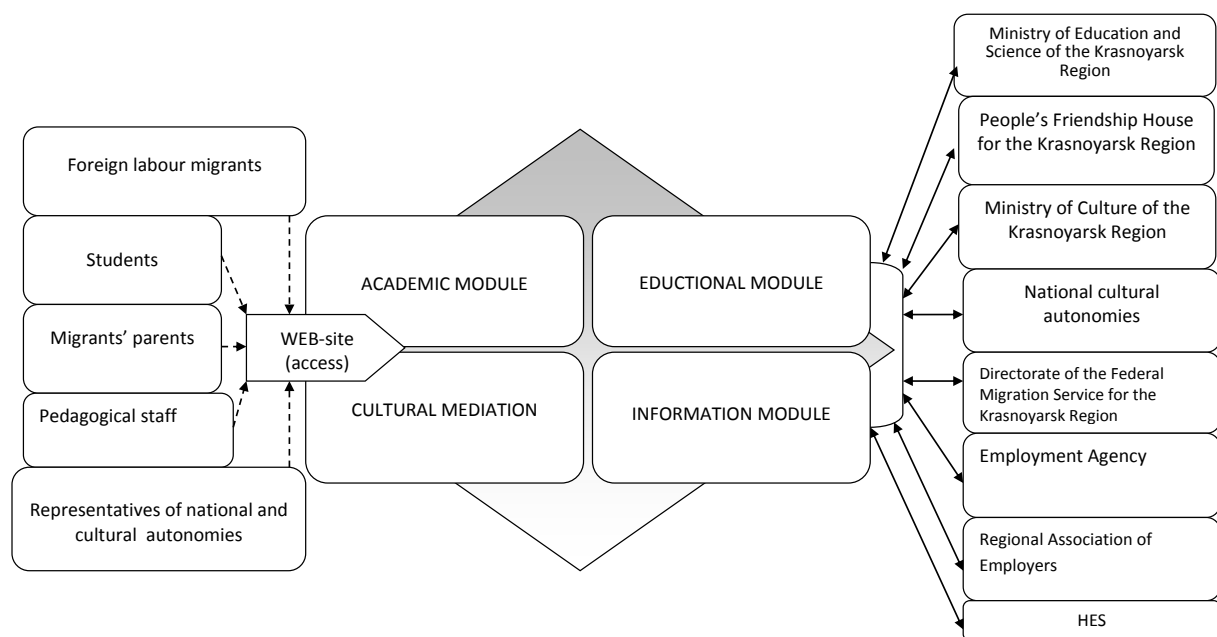 Foreign labour migrants
Students
Migrants’ parents
Pedagogical staff
Representatives of national and
cultural autonomies
WEB-site
(access)
ACADEMIC MODULE
EDUCTIONAL MODULE
CULTURAL MEDIATION
INFORMATION MODULE
Ministry of Education and
Science of the Krasnoyarsk
Region
People’s Friendship House
for the Krasnoyarsk Region
Ministry of Culture of the
Krasnoyarsk Region
National cultural
autonomies
Directorate of the Federal
Migration Service for the
Krasnoyarsk Region
Employment Agency
Regional Association of
Employers
HES